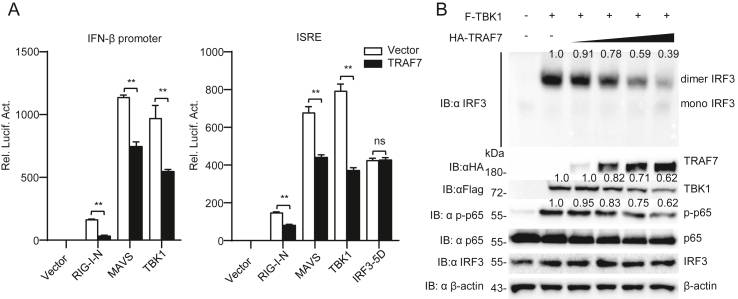 A
IFN-β promoter
Rel. Lucif. Act.
1500
1000
500
0
**
**
**
Vector
RIG-I-N
MAVS
TBK1
ISRE
Rel. Lucif. Act.
1000
800
600
400
200
0
**
**
**
ns
Vector
TRAF7
Vector
RIG-I-N
MAVS
TBK1
IRF3-5D
B
F-TBK1 - + + + + +
HA-TRAF7 - -
1.0 0.91 0.78 0.59 0.39
IB:α IRF3
dimer IRF3
mono IRF3
kDa
IB:αHA 180- TRAF7
1.0 1.0 0.82 0.71 0.62
IB:αFlag 72- TBK1
1.0 0.95 0.83 0.75 0.62
IB: α p-p65 55- p-p65
IB: α p65 55- p65
IB:α IRF3 55- IRF3
IB: α β-actin 43- β-actin